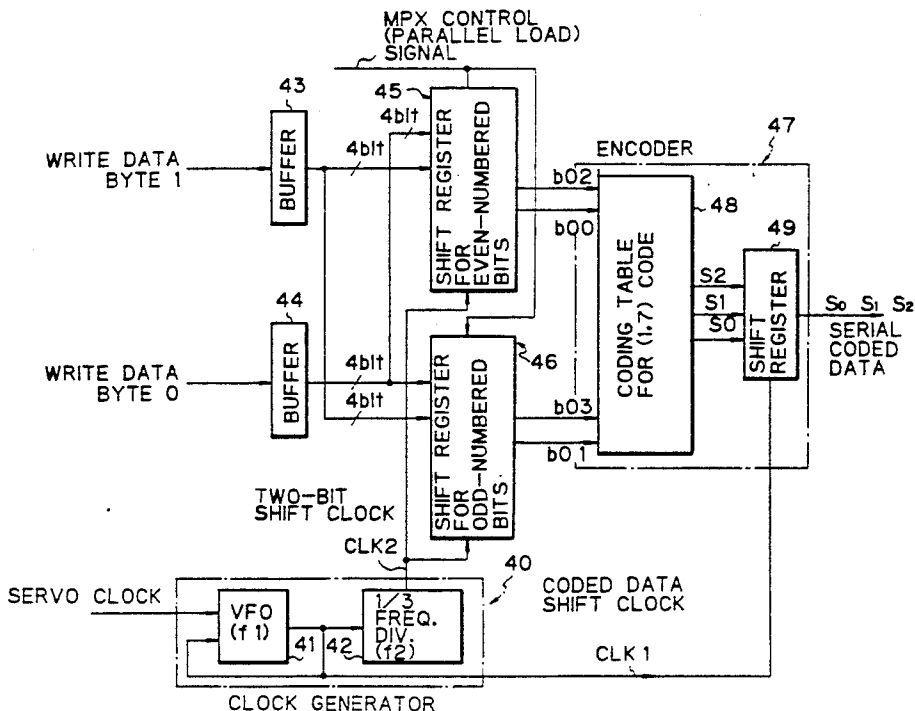 MPX CONTROL
(PARALLEL LOAD)
SIGNAL
43
45
4bit
47
ENCODER
WRITE DATA
BYTE 1
BUFFER
4bit
SHIFT REGISTER
FOR
EVEN-NUMBERED
BITS
b02
b00
48
49
CODING TABLE
FOR (1.7) CODE
S2
S1
S0
SHIFT
REGISTER
S0 S1 S2
SERIAL
CODED
DATA
44
46
WRITE DATA
BYTE 0
BUFFER
4bit
4bit
SHIFT REGISTER
FOR
ODD-NUMBERED
BITS
b03
b01
TWO-BIT
SHIFT CLOCK
CLK2
40
CODED DATA
SHIFT CLOCK
SERVO CLOCK
VFO
(f1)
41
42
1/3
FREQ.
DIV.
(f2)
CLK1
CLOCK GENERATOR